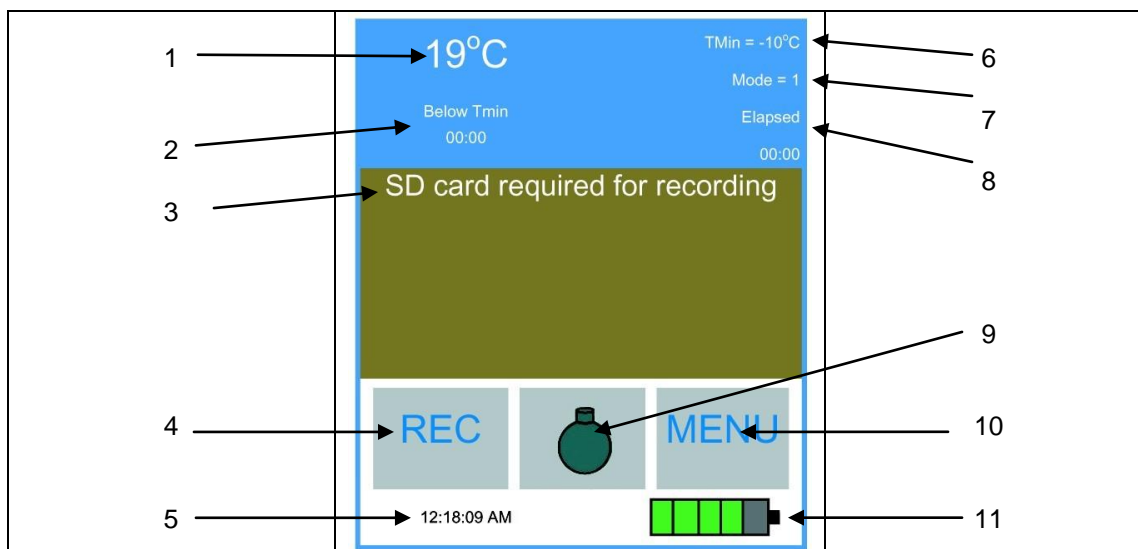 1
19°C
TMin = -10°C
6
Mode = 1
7
Below Tmin
Elapsed
2
00:00
00:00
8
SD card required for recording
3
9
4
REC
MENU
10
5
12:18:09 AM
11